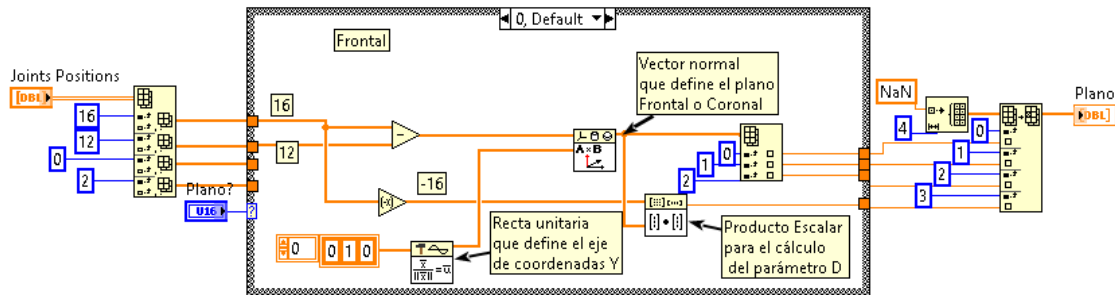 0, Default
Frontal
Joints Positions
DBL
16
12
0
2
Plano?
U16
?
16
12
-
-16
(-x)
0
0 1 0
x
||x||
=u
A×B
Vector normal
que define el plano
Frontal o Coronal
0
1
2
Recta unitaria
que define el eje
de coordenadas Y
Producto Escalar
para el cálculo
del parámetro D
NaN
4
0
1
2
3
Plano
DBL